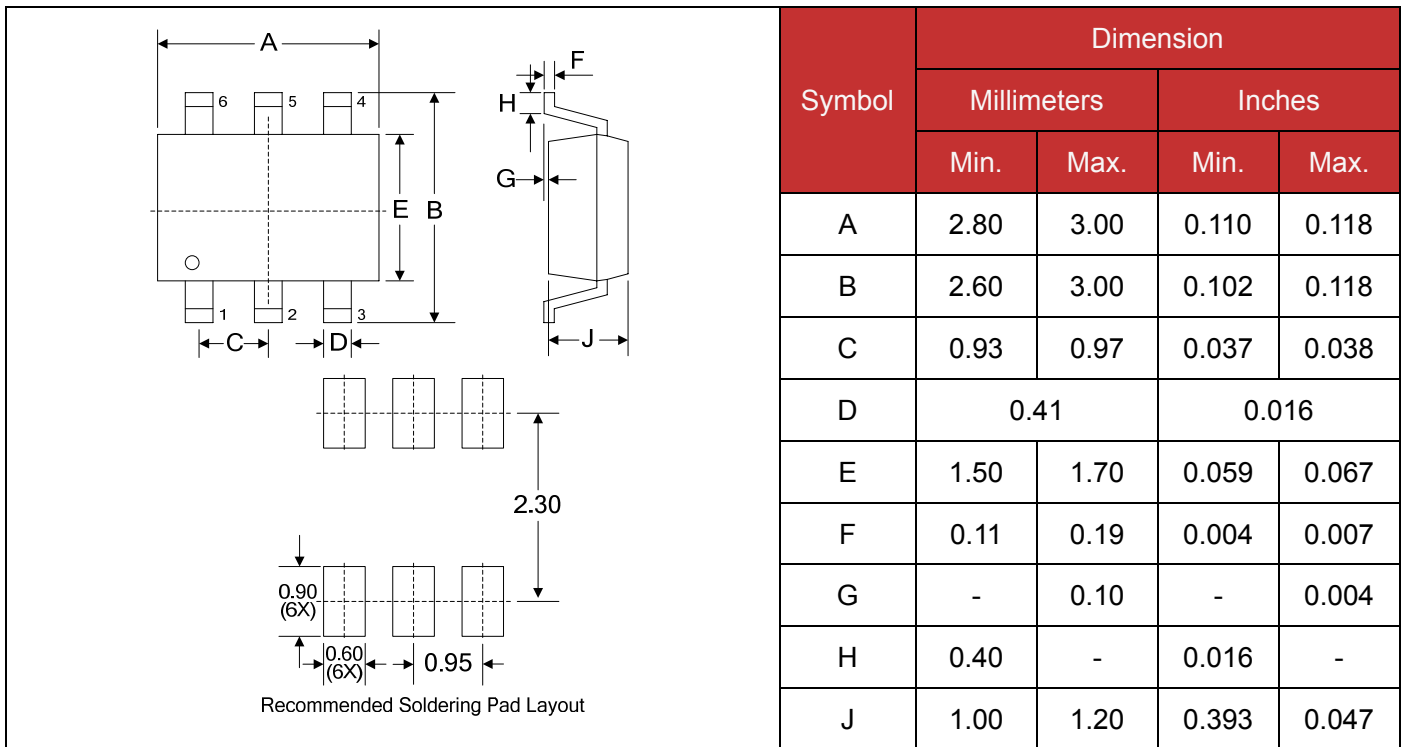 A
6 5 4
E B
1 2 3
C D
F
H
G
J
2.30
0.90
(6X)
0.60
(6X)
0.95
Recommended Soldering Pad Layout
Symbol Dimension
Millimeters Inches
Min. Max. Min. Max.
A 2.80 3.00 0.110 0.118
B 2.60 3.00 0.102 0.118
C 0.93 0.97 0.037 0.038
D 0.41 0.016
E 1.50 1.70 0.059 0.067
F 0.11 0.19 0.004 0.007
G - 0.10 - 0.004
H 0.40 - 0.016 -
J 1.00 1.20 0.393 0.047